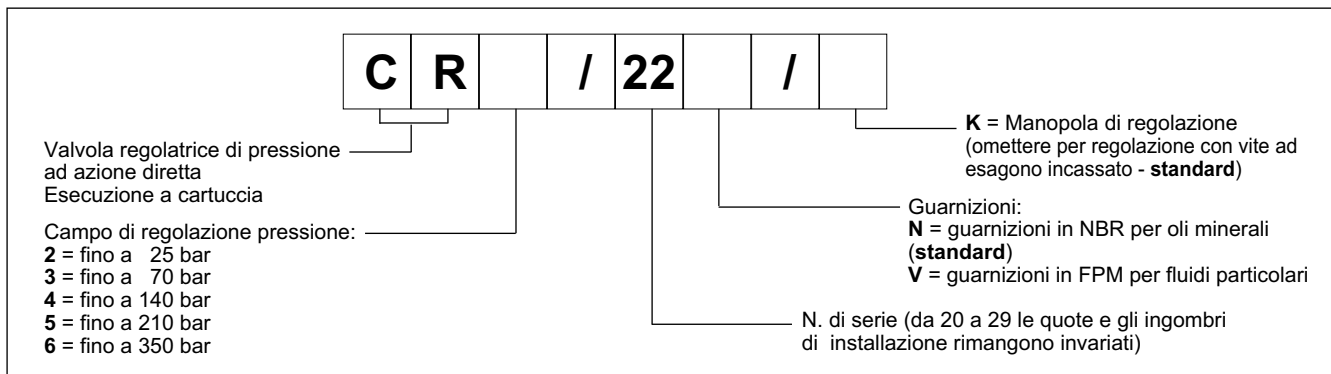 C R / 22 /
Valvola regolatrice di pressione
ad azione diretta
Esecuzione a cartuccia
Campo di regolazione pressione:
2 = fino a 25 bar
3 = fino a 70 bar
4 = fino a 140 bar
5 = fino a 210 bar
6 = fino a 350 bar
K = Manopola di regolazione
(omettere per regolazione con vite ad
esagono incassato - standard)
Guarnizioni:
N = guarnizioni in NBR per oli minerali
(standard)
V = guarnizioni in FPM per fluidi particolari
N. di serie (da 20 a 29 le quote e gli ingombri
di installazione rimangono invariati)